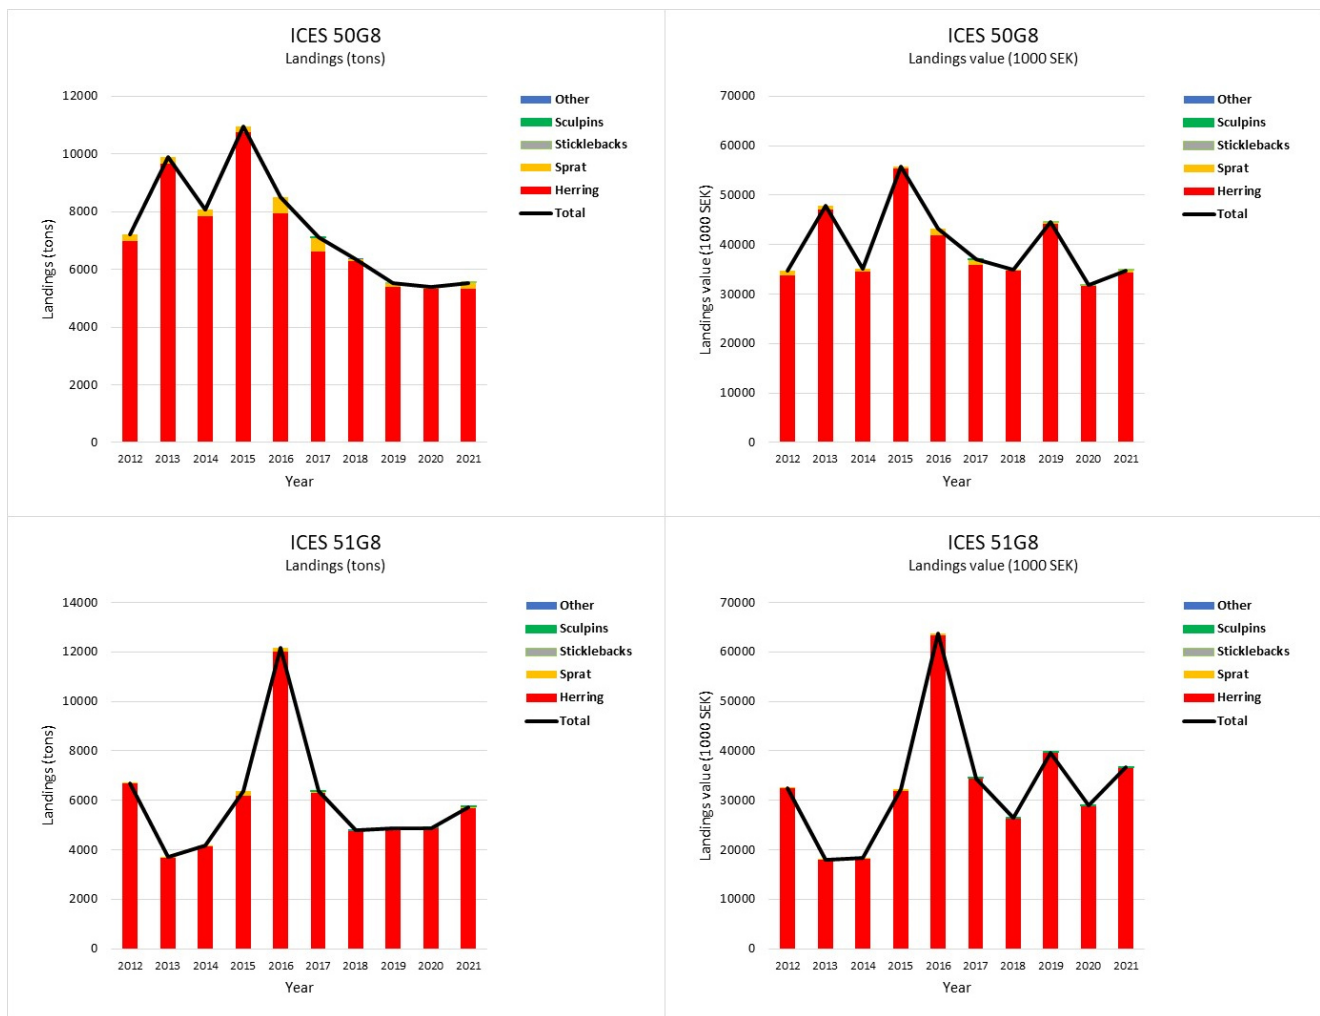 ICES 50G8
Landings (tons)
12000
10000
8000
6000
4000
2000
0
Landings (tons)
2012 2013 2014 2015 2016 2017 2018 2019 2020 2021
Year
Other
Sculpins
Sticklebacks
Sprat
Herring
Total
ICES 50G8
Landings value (1000 SEK)
70000
60000
50000
40000
30000
20000
10000
0
Landings value (1000 SEK)
2012 2013 2014 2015 2016 2017 2018 2019 2020 2021
Year
Other
Sculpins
Sticklebacks
Sprat
Herring
Total
ICES 51G8
Landings (tons)
14000
12000
10000
8000
6000
4000
2000
0
Landings (tons)
2012 2013 2014 2015 2016 2017 2018 2019 2020 2021
Year
Other
Sculpins
Sticklebacks
Sprat
Herring
Total
ICES 51G8
Landings value (1000 SEK)
70000
60000
50000
40000
30000
20000
10000
0
Landings value (1000 SEK)
2012 2013 2014 2015 2016 2017 2018 2019 2020 2021
Year
Other
Sculpins
Sticklebacks
Sprat
Herring
Total